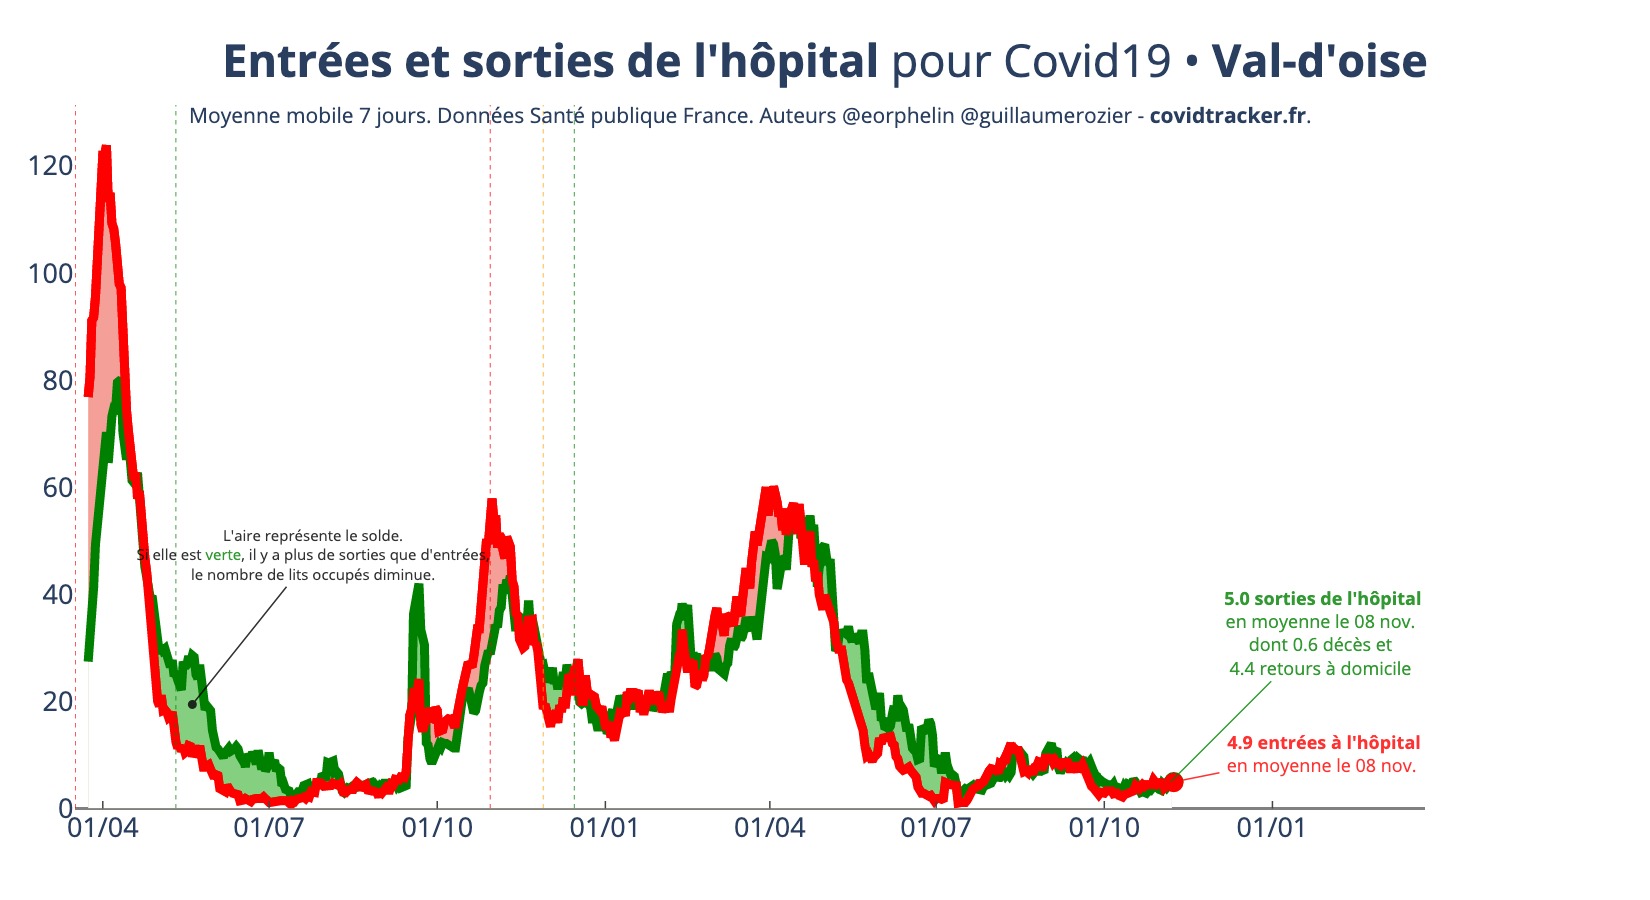 Entrées et sorties de l'hôpital pour Covid19 • Val-d'oise
Moyenne mobile 7 jours. Données Santé publique France. Auteurs @eorphelin @guillaumerozier - covidtracker.fr.
120
100
80
60
40
20
0
L'aire représente le solde.
Si elle est verte, il y a plus de sorties que d'entrées,
le nombre de lits occupés diminue.
5.0 sorties de l'hôpital
en moyenne le 08 nov.
dont 0.6 décès et
4.4 retours à domicile
4.9 entrées à l'hôpital
en moyenne le 08 nov.
01/04 01/07 01/10 01/01 01/04 01/07 01/10 01/01